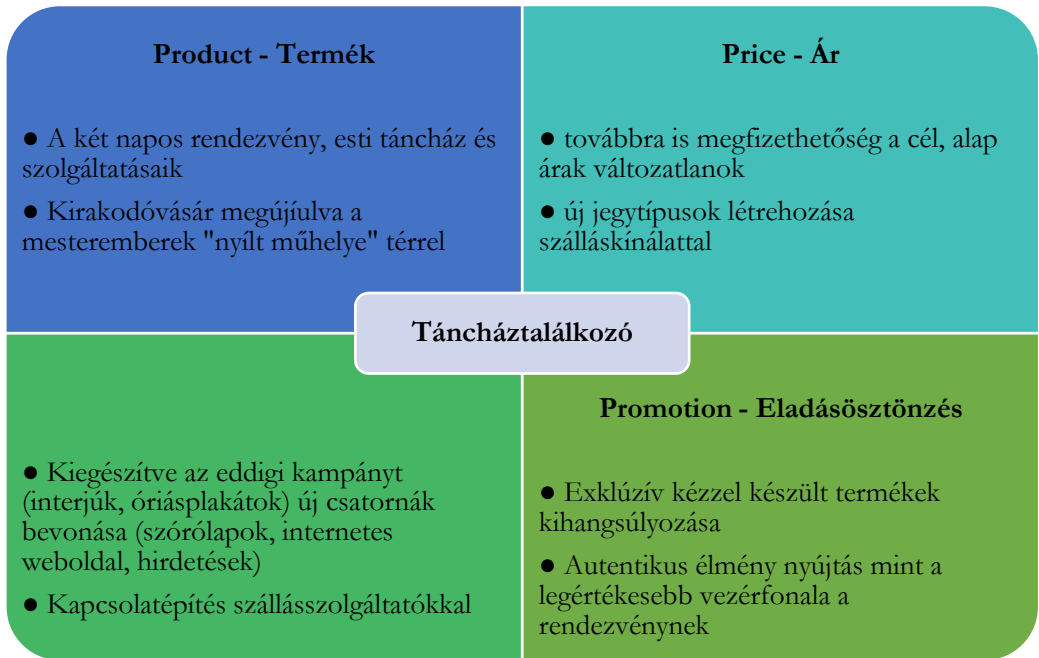 Product - Termék
● A két napos rendezvény, esti táncház és
szolgáltatásaik
● Kirakodóvásár megújíulva a
mesteremberek "nyílt műhelye" térrel
Price - Ár
● továbbra is megfizethetőség a cél, alap
árak változatlanok
● új jegytípusok létrehozása
szálláskínálattal
Táncháztalálkozó
● Kiegészítve az eddigi kampányt
(interjúk, óriásplakátok) új csatornák
bevonása (szórólapok, internetes
weboldal, hirdetések)
● Kapcsolatépítés szállásszolgáltatókkal
Promotion - Eladásösztönzés
● Exklúzív kézzel készült termékek
kihangsúlyozása
● Autentikus élmény nyújtás mint a
legértékesebb vezérfonala a
rendezvénynek